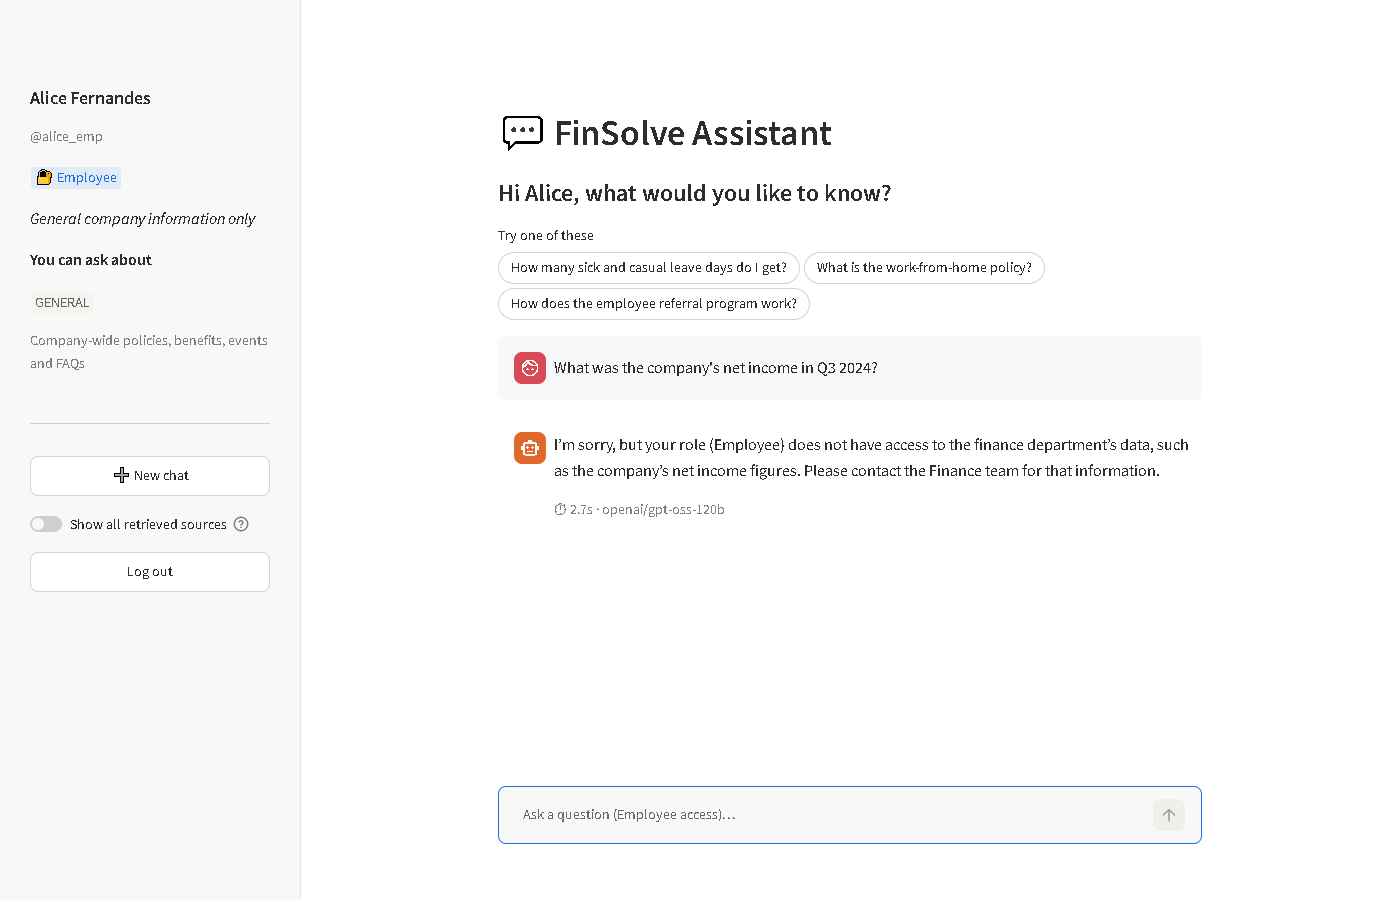 Alice Fernandes
@alice_emp
Employee
General company information only
You can ask about
GENERAL
Company-wide policies, benefits, events
and FAQs
New chat
Show all retrieved sources
Log out
FinSolve Assistant
Hi Alice, what would you like to know?
Try one of these
How many sick and casual leave days do I get?
What is the work-from-home policy?
How does the employee referral program work?
What was the company's net income in Q3 2024?
I’m sorry, but your role (Employee) does not have access to the finance department’s data, such
as the company’s net income figures. Please contact the Finance team for that information.
2.7s · openai/gpt-oss-120b
Ask a question (Employee access)…